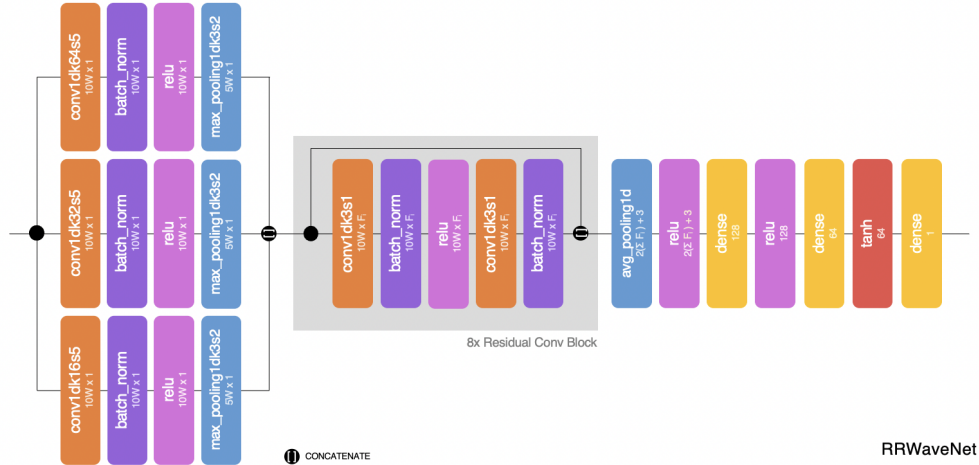 conv1dk64s5
10W x 1
batch_norm
10W x 1
relu
10W x 1
max_pooling1dk3s2
5W x 1
conv1dk32s5
10W x 1
batch_norm
10W x 1
relu
10W x 1
max_pooling1dk3s2
5W x 1
conv1dk16s5
10W x 1
batch_norm
10W x 1
relu
10W x 1
max_pooling1dk3s2
5W x 1
conv1dk3s1
10W x Fᵢ
batch_norm
10W x Fᵢ
relu
10W x Fᵢ
conv1dk3s1
10W x Fᵢ
batch_norm
10W x Fᵢ
8x Residual Conv Block
avg_pooling1d
2(Σ Fᵢ) + 3
relu
2(Σ Fᵢ) + 3
dense
128
relu
128
dense
64
tanh
64
dense
1
[] CONCATENATE
RRWaveNet